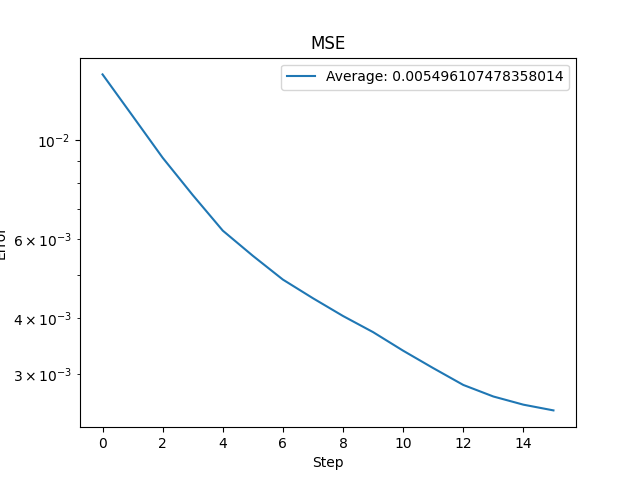 MSE
Average: 0.005496107478358014
10⁻²
6 × 10⁻³
4 × 10⁻³
3 × 10⁻³
Error
0 2 4 6 8 10 12 14
Step